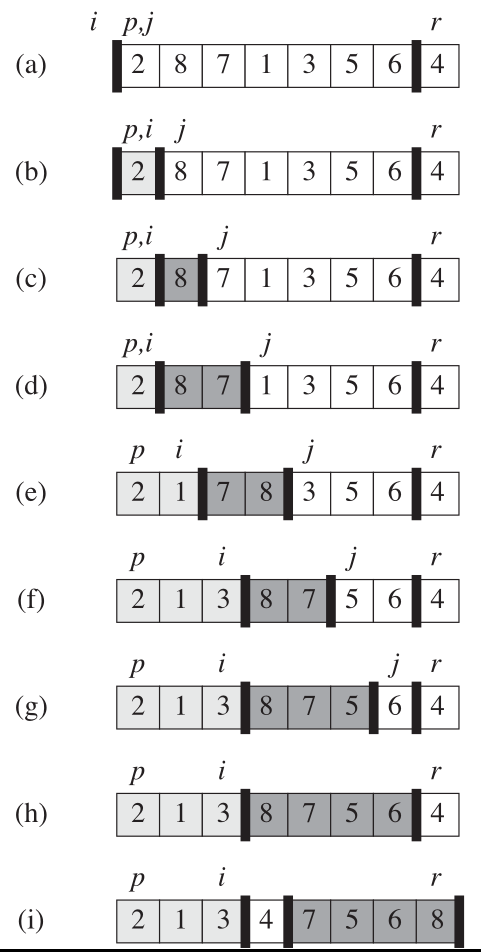 i p,j r
(a) 2 8 7 1 3 5 6 4
p,i j r
(b) 2 8 7 1 3 5 6 4
p,i j r
(c) 2 8 7 1 3 5 6 4
p,i j r
(d) 2 8 7 1 3 5 6 4
p i j r
(e) 2 1 7 8 3 5 6 4
p i j r
(f) 2 1 3 8 7 5 6 4
p i j r
(g) 2 1 3 8 7 5 6 4
p i r
(h) 2 1 3 8 7 5 6 4
p i r
(i) 2 1 3 4 7 5 6 8